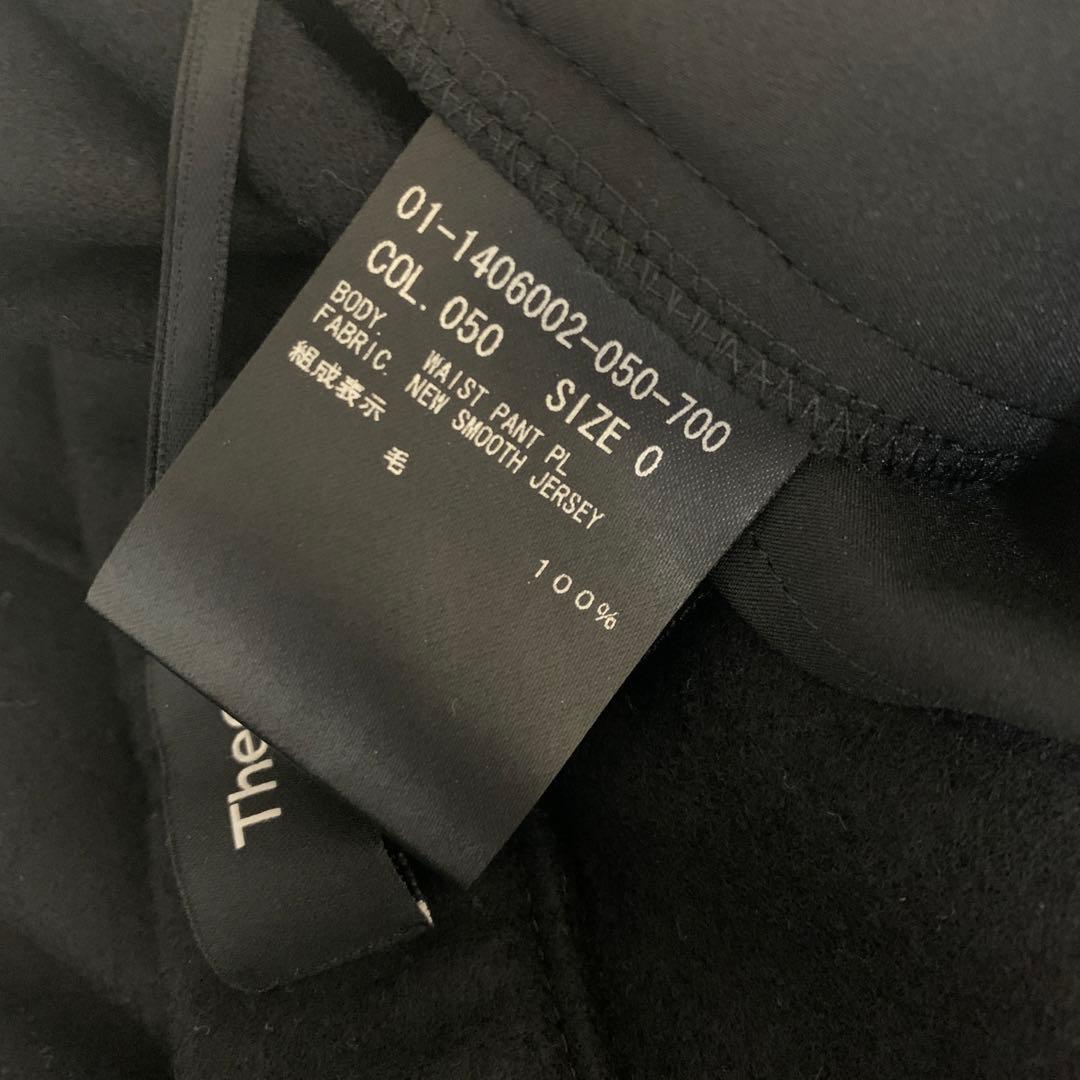 01-1406002-050-700
COL. 050 SIZE 0
BODY. WAIST PANT PL
FABRIC. NEW SMOOTH JERSEY
組成表示
毛 100%